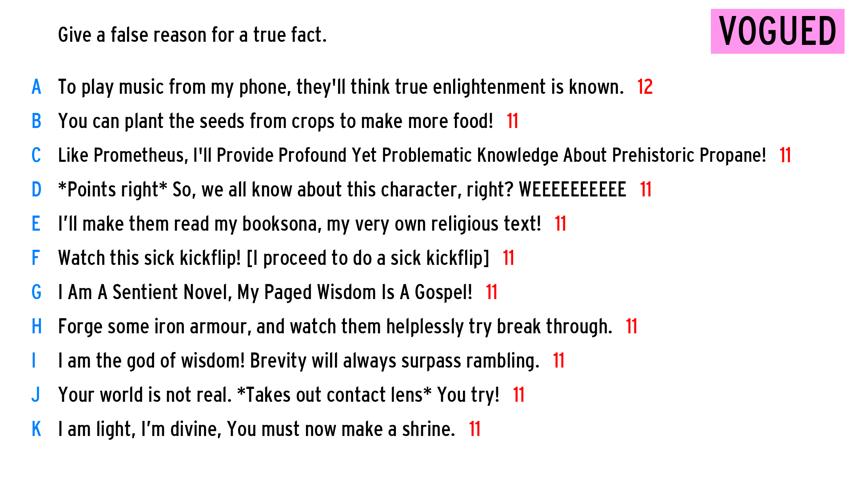 Give a false reason for a true fact.
VOGUED
A To play music from my phone, they'll think true enlightenment is known. 12
B You can plant the seeds from crops to make more food! 11
C Like Prometheus, I'll Provide Profound Yet Problematic Knowledge About Prehistoric Propane! 11
D *Points right* So, we all know about this character, right? WEEEEEEEEEE 11
E I’ll make them read my booksona, my very own religious text! 11
F Watch this sick kickflip! [I proceed to do a sick kickflip] 11
G I Am A Sentient Novel, My Paged Wisdom Is A Gospel! 11
H Forge some iron armour, and watch them helplessly try break through. 11
I I am the god of wisdom! Brevity will always surpass rambling. 11
J Your world is not real. *Takes out contact lens* You try! 11
K I am light, I’m divine, You must now make a shrine. 11